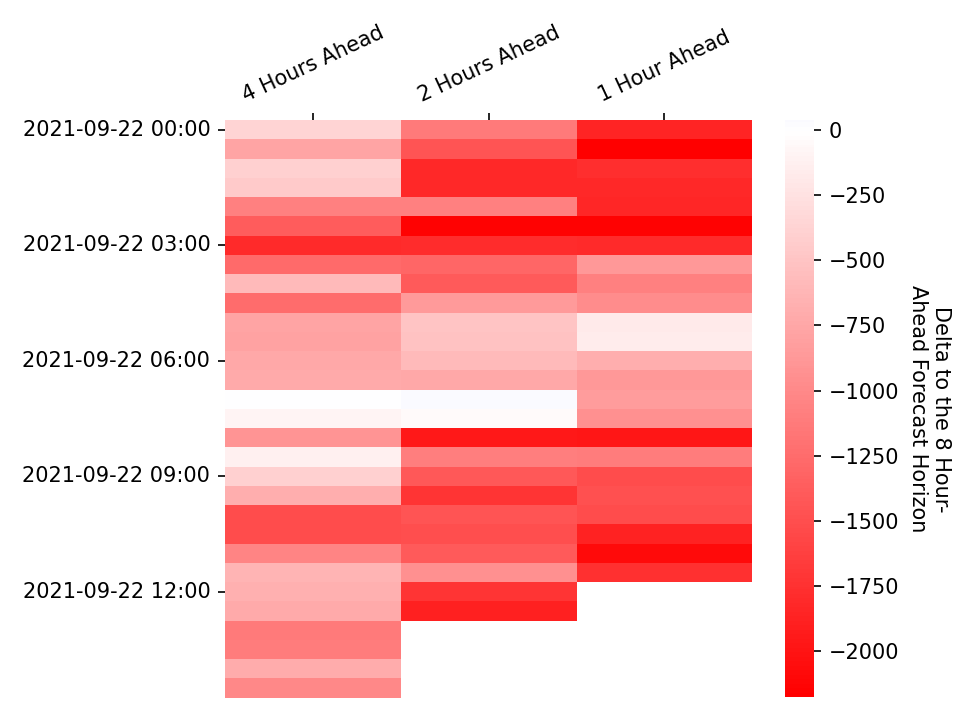 4 Hours Ahead
2 Hours Ahead
1 Hour Ahead
2021-09-22 00:00
2021-09-22 03:00
2021-09-22 06:00
2021-09-22 09:00
2021-09-22 12:00
0
−250
−500
−750
−1000
−1250
−1500
−1750
−2000
Delta to the 8 Hour-
Ahead Forecast Horizon